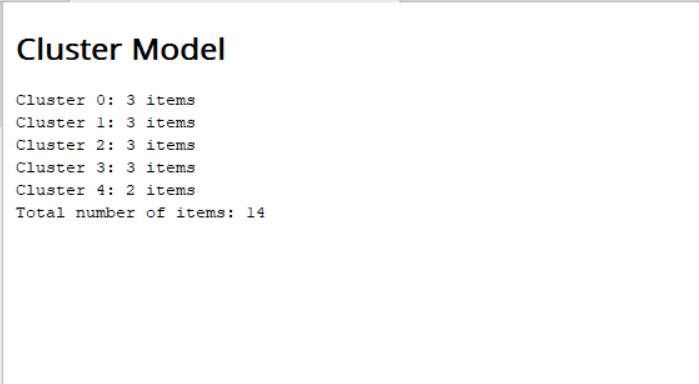 Cluster Model
Cluster 0: 3 items
Cluster 1: 3 items
Cluster 2: 3 items
Cluster 3: 3 items
Cluster 4: 2 items
Total number of items: 14